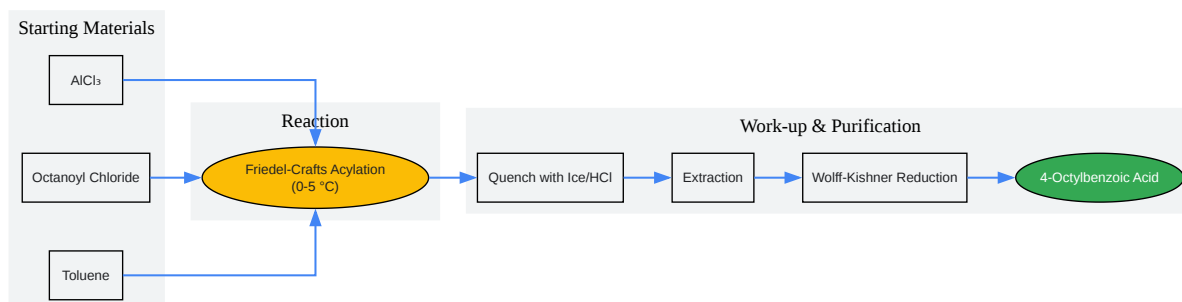 Starting Materials
AlCl₃
Octanoyl Chloride
Toluene
Reaction
Friedel-Crafts Acylation
(0-5 °C)
Work-up & Purification
Quench with Ice/HCl
Extraction
Wolff-Kishner Reduction
4-Octylbenzoic Acid